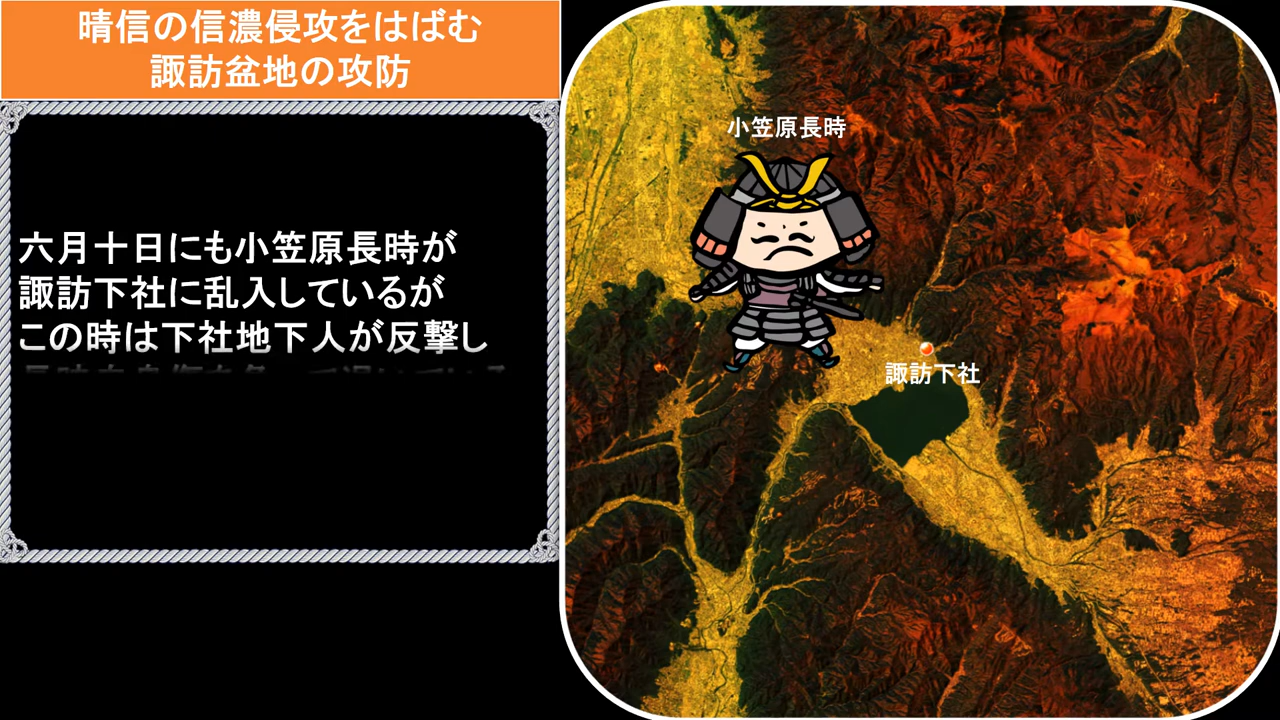 晴信の信濃侵攻をはばむ
諏訪盆地の攻防
六月十日にも小笠原長時が
諏訪下社に乱入しているが
この時は下社地下人が反撃し
小笠原長時
諏訪下社